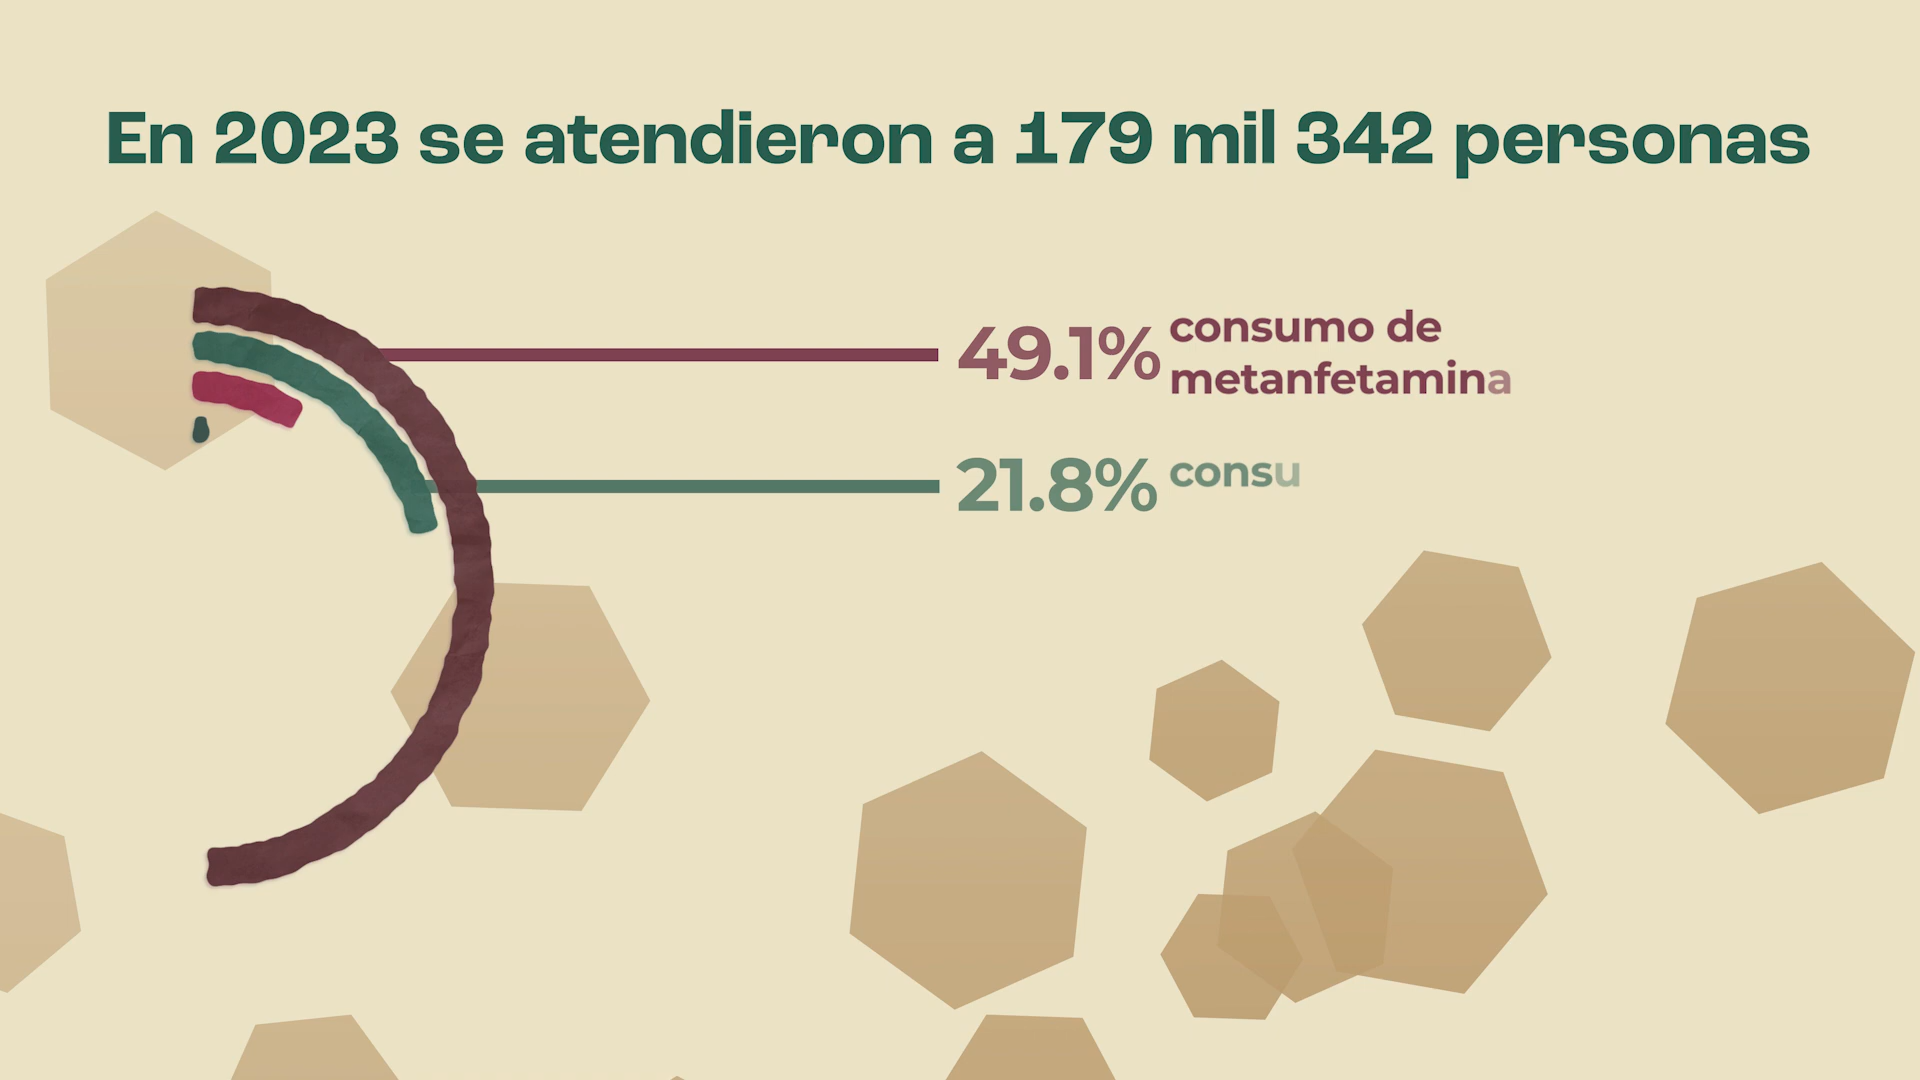 En 2023 se atendieron a 179 mil 342 personas
49.1% consumo de
metanfetamina
21.8% consu